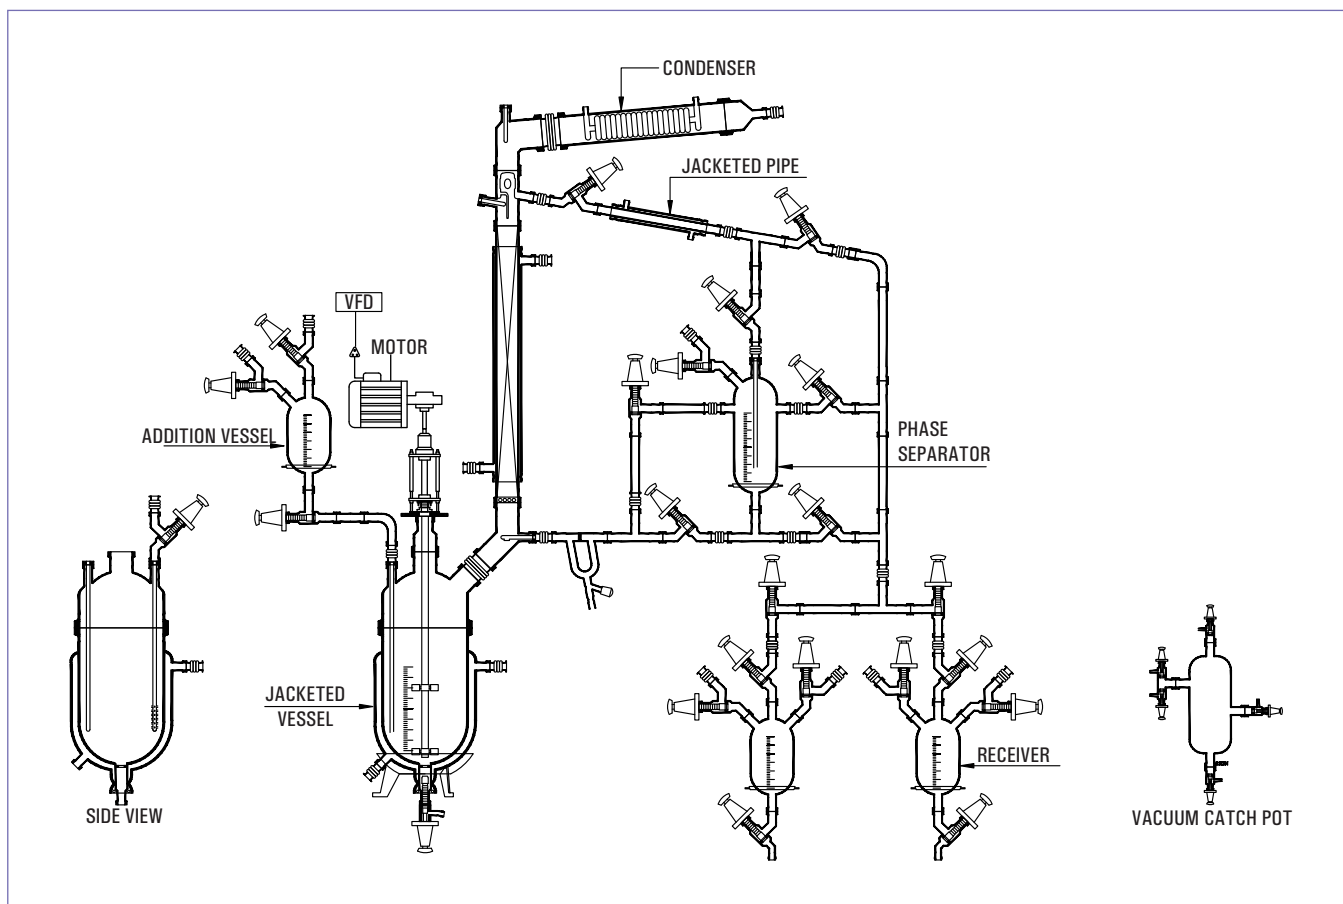 CONDENSER
JACKETED PIPE
VFD
MOTOR
ADDITION VESSEL
PHASE
SEPARATOR
JACKETED
VESSEL
RECEIVER
SIDE VIEW
VACUUM CATCH POT